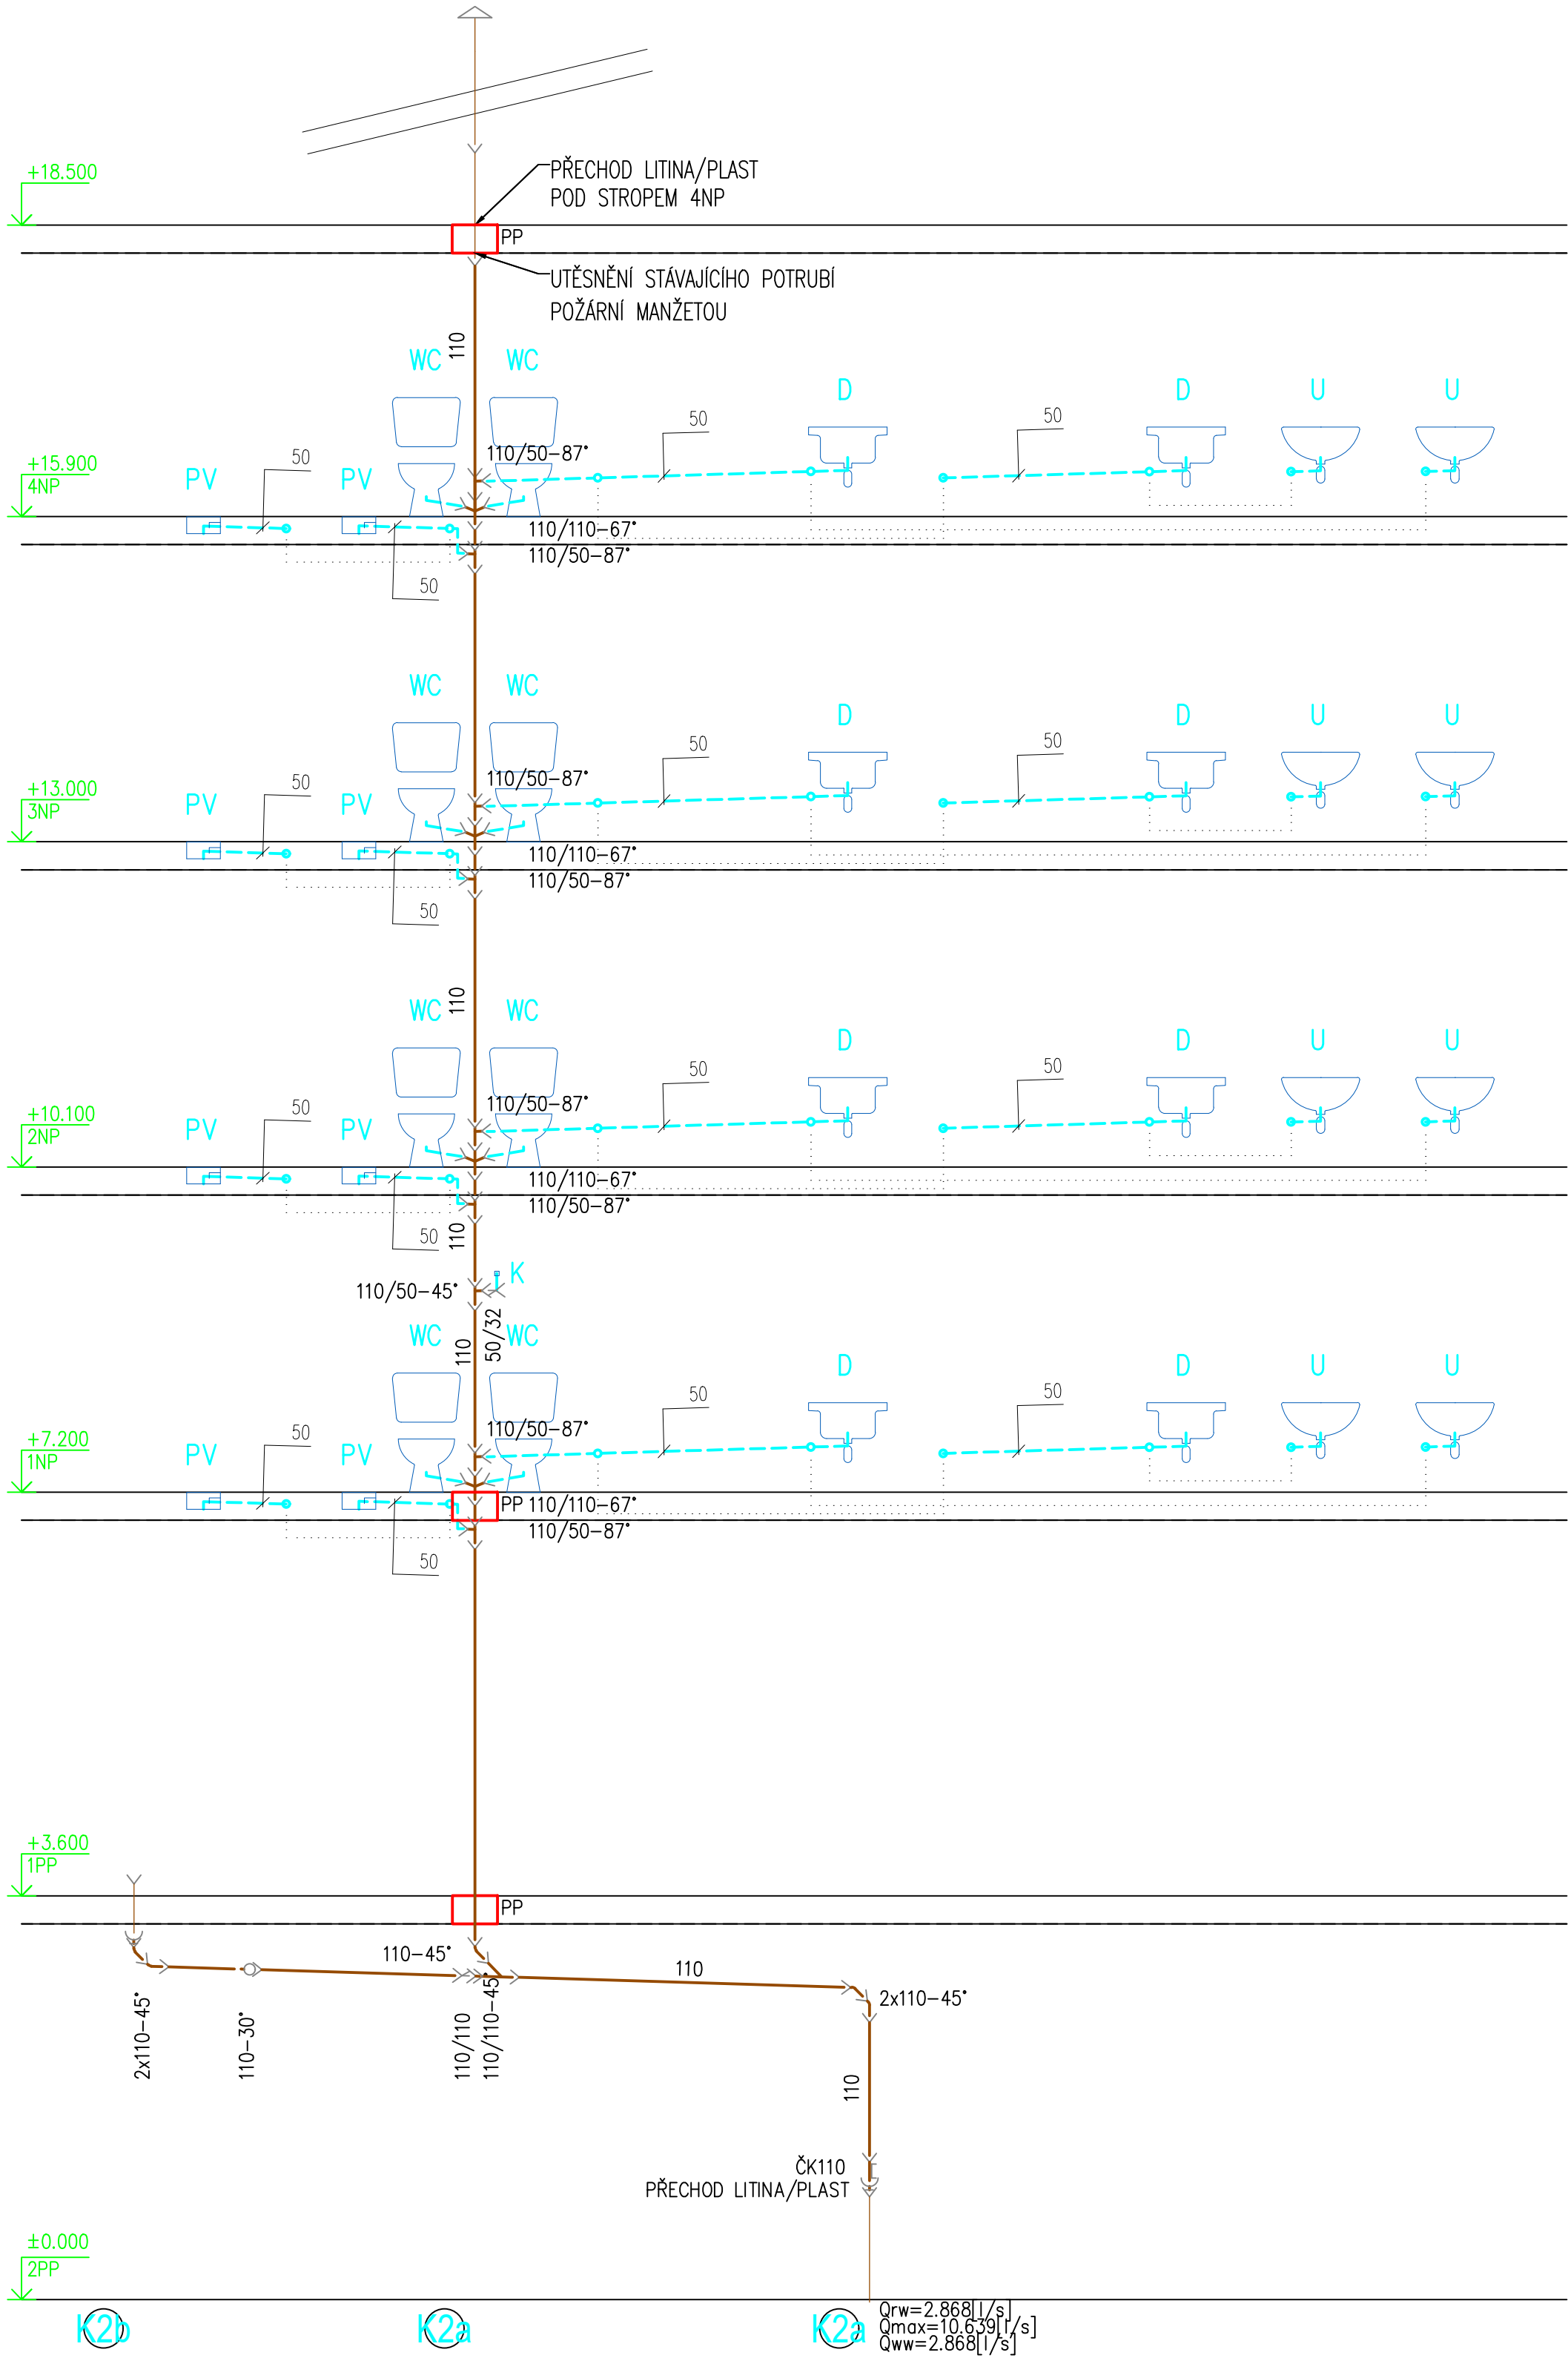 +18.500
PŘECHOD LITINA/PLAST
POD STROPEM 4NP
PP
UTĚSNĚNÍ STÁVAJÍCÍHO POTRUBÍ
POŽÁRNÍ MANŽETOU
110
WC WC D D U U
50 50
110/50-87°
+15.900
4NP
PV 50 PV
110/110-67°
110/50-87°
50
WC WC D D U U
50 50
110/50-87°
+13.000
3NP
PV 50 PV
110/110-67°
110/50-87°
50
110
WC WC D D U U
50 50
110/50-87°
+10.100
2NP
PV 50 PV
110/110-67°
110/50-87°
50
110
K
110/50-45°
50/32
110
WC WC D D U U
50 50
110/50-87°
+7.200
1NP
PV 50 PV
PP 110/110-67°
110/50-87°
50
+3.600
1PP
PP
110-45°
110
2x110-45°
2x110-45°
110-30°
110/110
110/110-45°
110
ČK110
PŘECHOD LITINA/PLAST
±0.000
2PP
K2b K2a K2a
Qrw=2.868[l/s]
Qmax=10.639[l/s]
Qww=2.868[l/s]